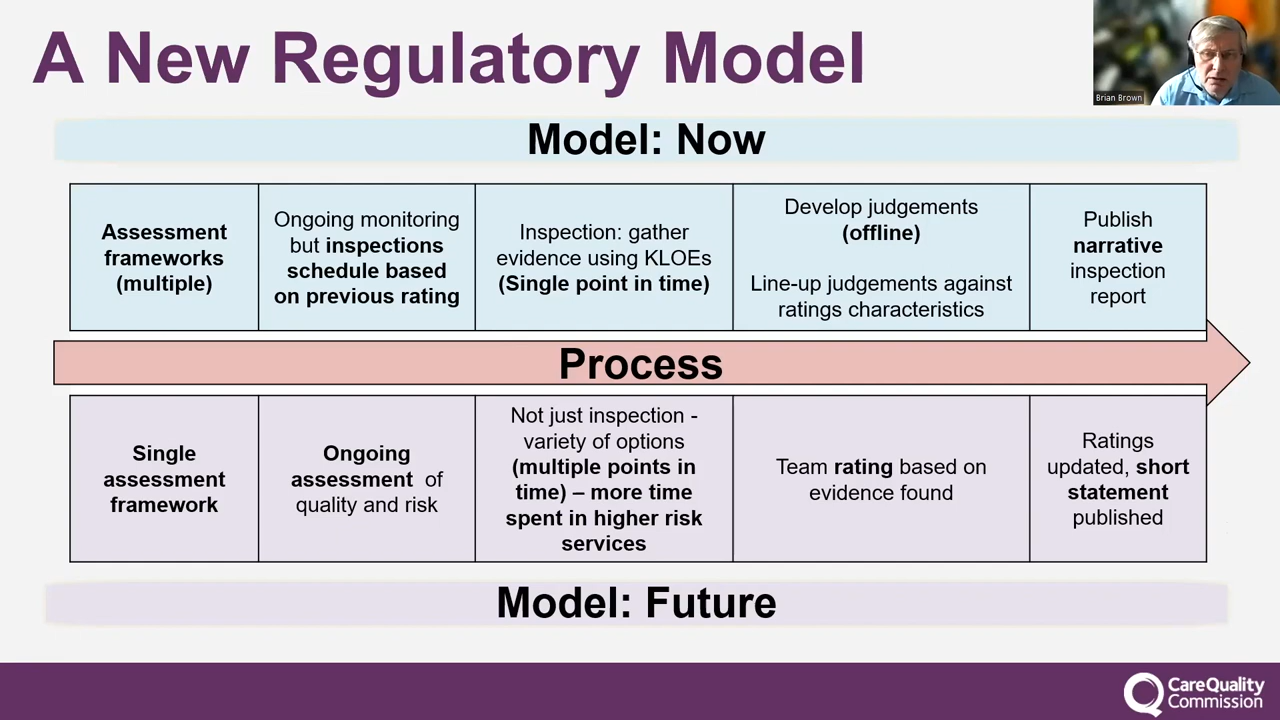 A New Regulatory Model
Brian Brown
Model: Now
Assessment
frameworks
(multiple)
Ongoing monitoring
but inspections
schedule based
on previous rating
Inspection: gather
evidence using KLOEs
(Single point in time)
Develop judgements
(offline)
Line-up judgements against
ratings characteristics
Publish
narrative
inspection
report
Process
Single
assessment
framework
Ongoing
assessment of
quality and risk
Not just inspection -
variety of options
(multiple points in
time) – more time
spent in higher risk
services
Team rating based on
evidence found
Ratings
updated, short
statement
published
Model: Future
CareQuality
Commission